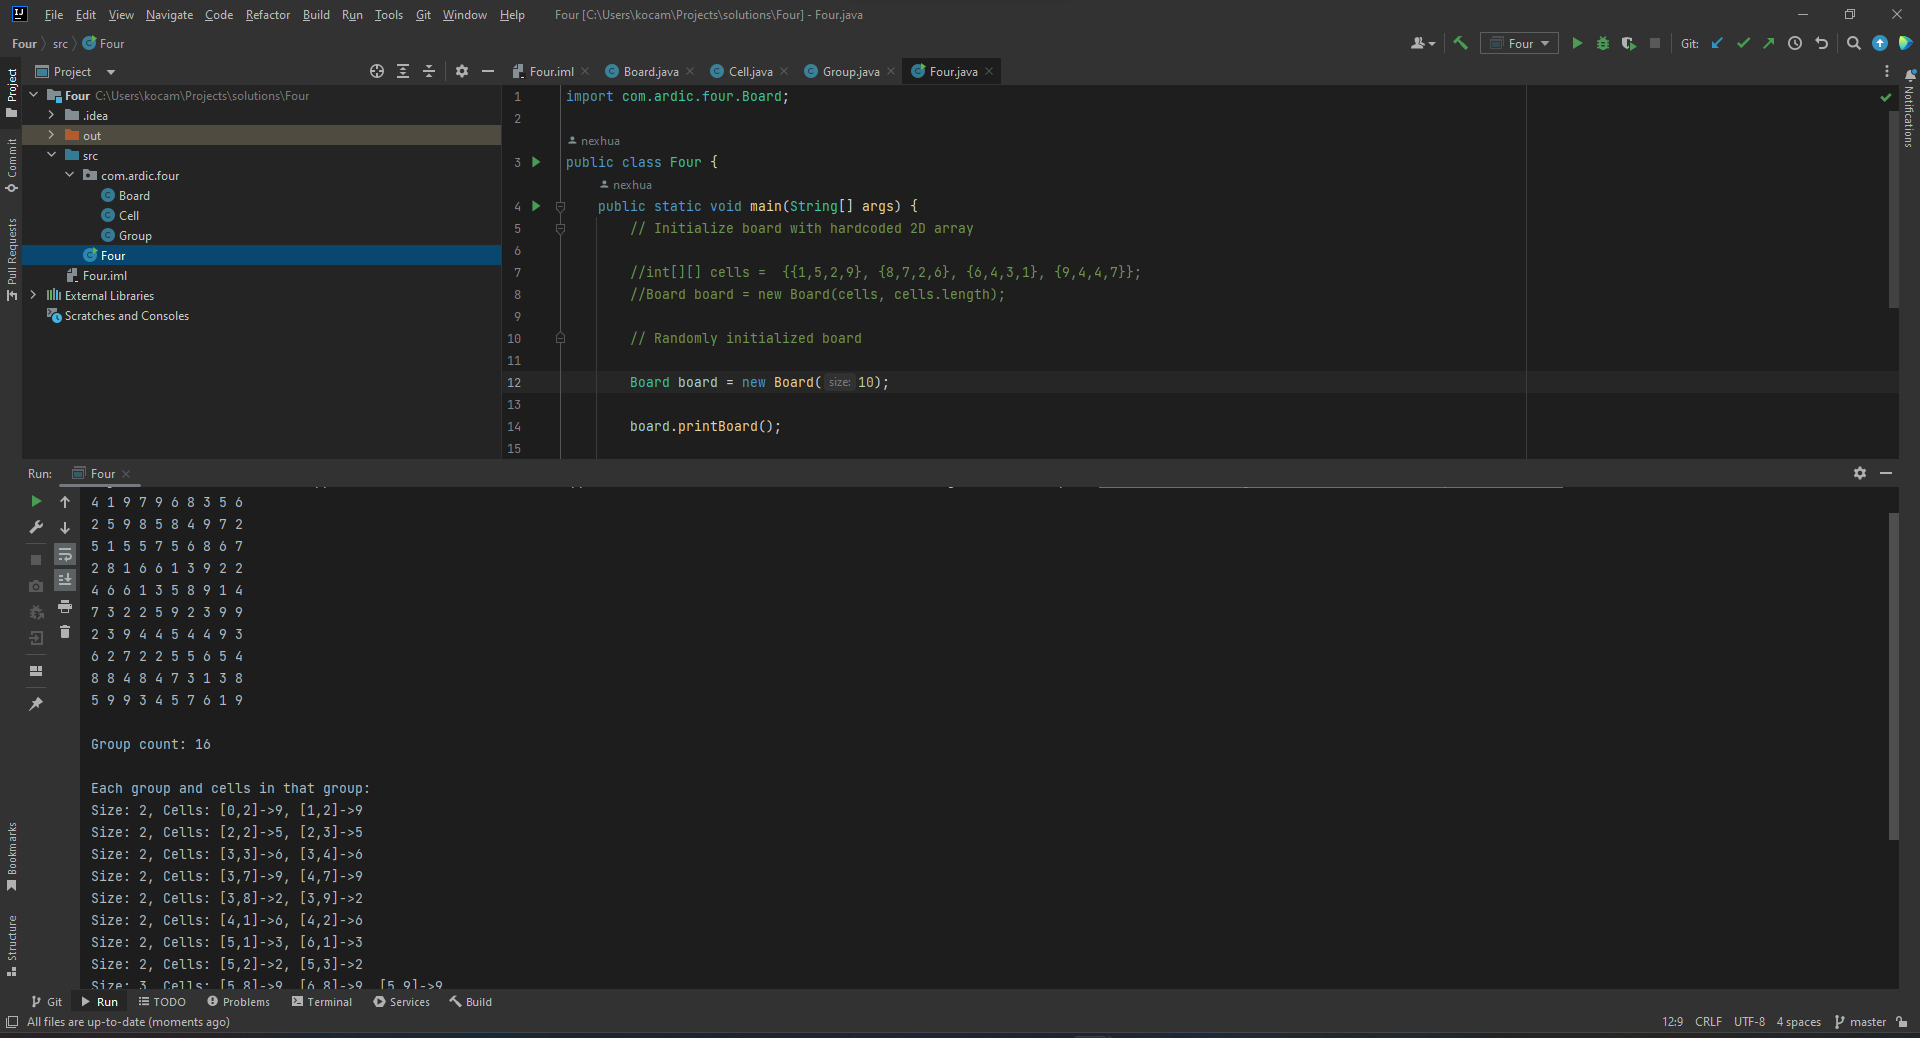 File Edit View Navigate Code Refactor Build Run Tools Git Window Help Four [C:\Users\kocam\Projects\solutions\Four] - Four.java
Four src Four
Four Git:
Project
Four.iml Board.java Cell.java Group.java Four.java
Project
Commit
Pull Requests
Bookmarks
Structure
Notifications
Four C:\Users\kocam\Projects\solutions\Four
.idea
out
src
com.ardic.four
Board
Cell
Group
Four
Four.iml
External Libraries
Scratches and Consoles
1 import com.ardic.four.Board;
2
nexhua
3 public class Four {
nexhua
4 public static void main(String[] args) {
5 // Initialize board with hardcoded 2D array
6
7 //int[][] cells =  {{1,5,2,9}, {8,7,2,6}, {6,4,3,1}, {9,4,4,7}};
8 //Board board = new Board(cells, cells.length);
9
10 // Randomly initialized board
11
12 Board board = new Board( size: 10);
13
14 board.printBoard();
15
Run: Four
4 1 9 7 9 6 8 3 5 6
2 5 9 8 5 8 4 9 7 2
5 1 5 5 7 5 6 8 6 7
2 8 1 6 6 1 3 9 2 2
4 6 6 1 3 5 8 9 1 4
7 3 2 2 5 9 2 3 9 9
2 3 9 4 4 5 4 4 9 3
6 2 7 2 2 5 5 6 5 4
8 8 4 8 4 7 3 1 3 8
5 9 9 3 4 5 7 6 1 9
Group count: 16
Each group and cells in that group:
Size: 2, Cells: [0,2]->9, [1,2]->9
Size: 2, Cells: [2,2]->5, [2,3]->5
Size: 2, Cells: [3,3]->6, [3,4]->6
Size: 2, Cells: [3,7]->9, [4,7]->9
Size: 2, Cells: [3,8]->2, [3,9]->2
Size: 2, Cells: [4,1]->6, [4,2]->6
Size: 2, Cells: [5,1]->3, [6,1]->3
Size: 2, Cells: [5,2]->2, [5,3]->2
Size: 3, Cells: [5,8]->9, [6,8]->9, [5,9]->9
Git Run TODO Problems Terminal Services Build
All files are up-to-date (moments ago) 12:9 CRLF UTF-8 4 spaces master